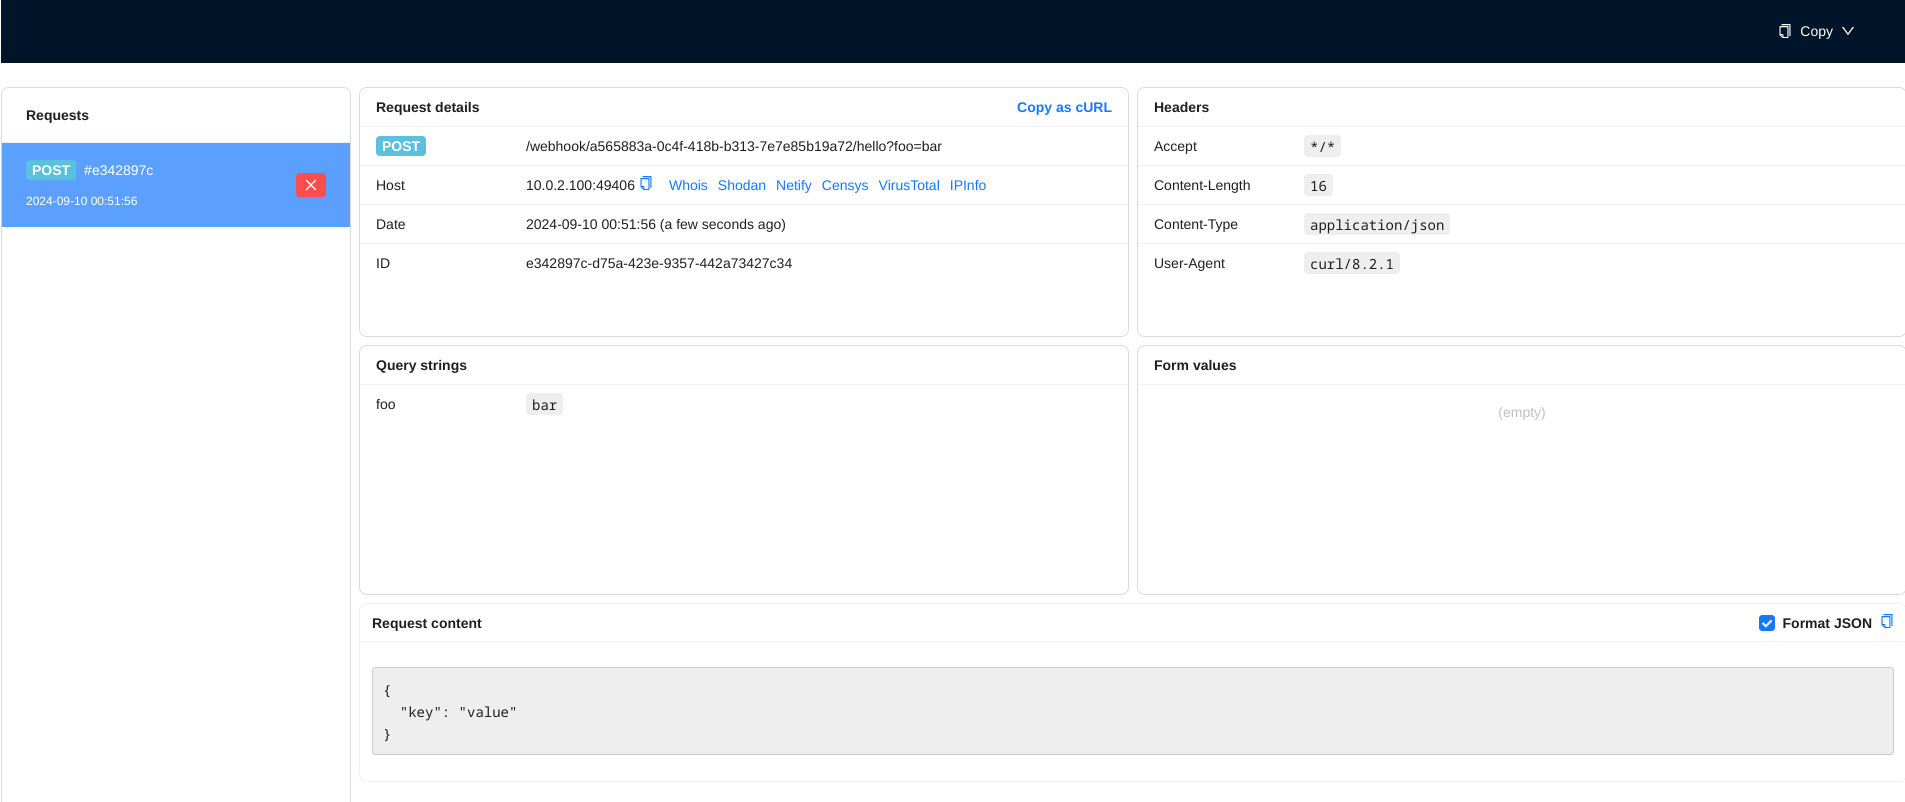 Copy
Requests
POST #e342897c
2024-09-10 00:51:56
Request details Copy as cURL
POST /webhook/a565883a-0c4f-418b-b313-7e7e85b19a72/hello?foo=bar
Host 10.0.2.100:49406 Whois Shodan Netify Censys VirusTotal IPInfo
Date 2024-09-10 00:51:56 (a few seconds ago)
ID e342897c-d75a-423e-9357-442a73427c34
Headers
Accept */*
Content-Length 16
Content-Type application/json
User-Agent curl/8.2.1
Query strings
foo bar
Form values
(empty)
Request content Format JSON
{
  "key": "value"
}